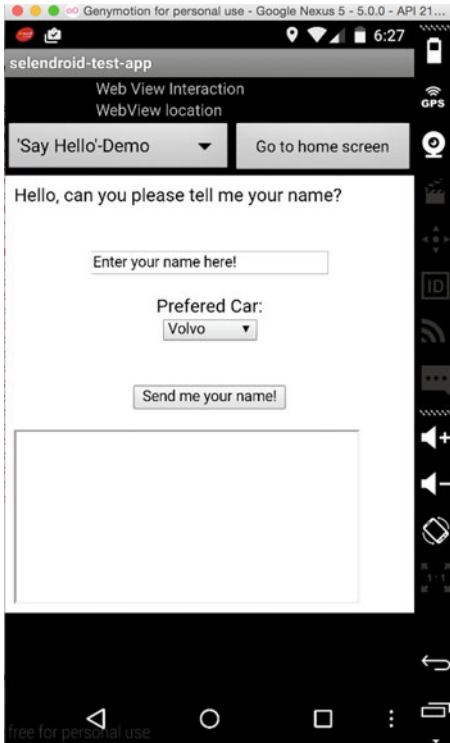 Genymotion for personal use - Google Nexus 5 - 5.0.0 - API 21...
6:27
selendroid-test-app
GPS
Web View Interaction
WebView location
'Say Hello'-Demo
Go to home screen
Hello, can you please tell me your name?
Enter your name here!
Prefered Car:
Volvo
ID
Send me your name!
1:1
free for personal use